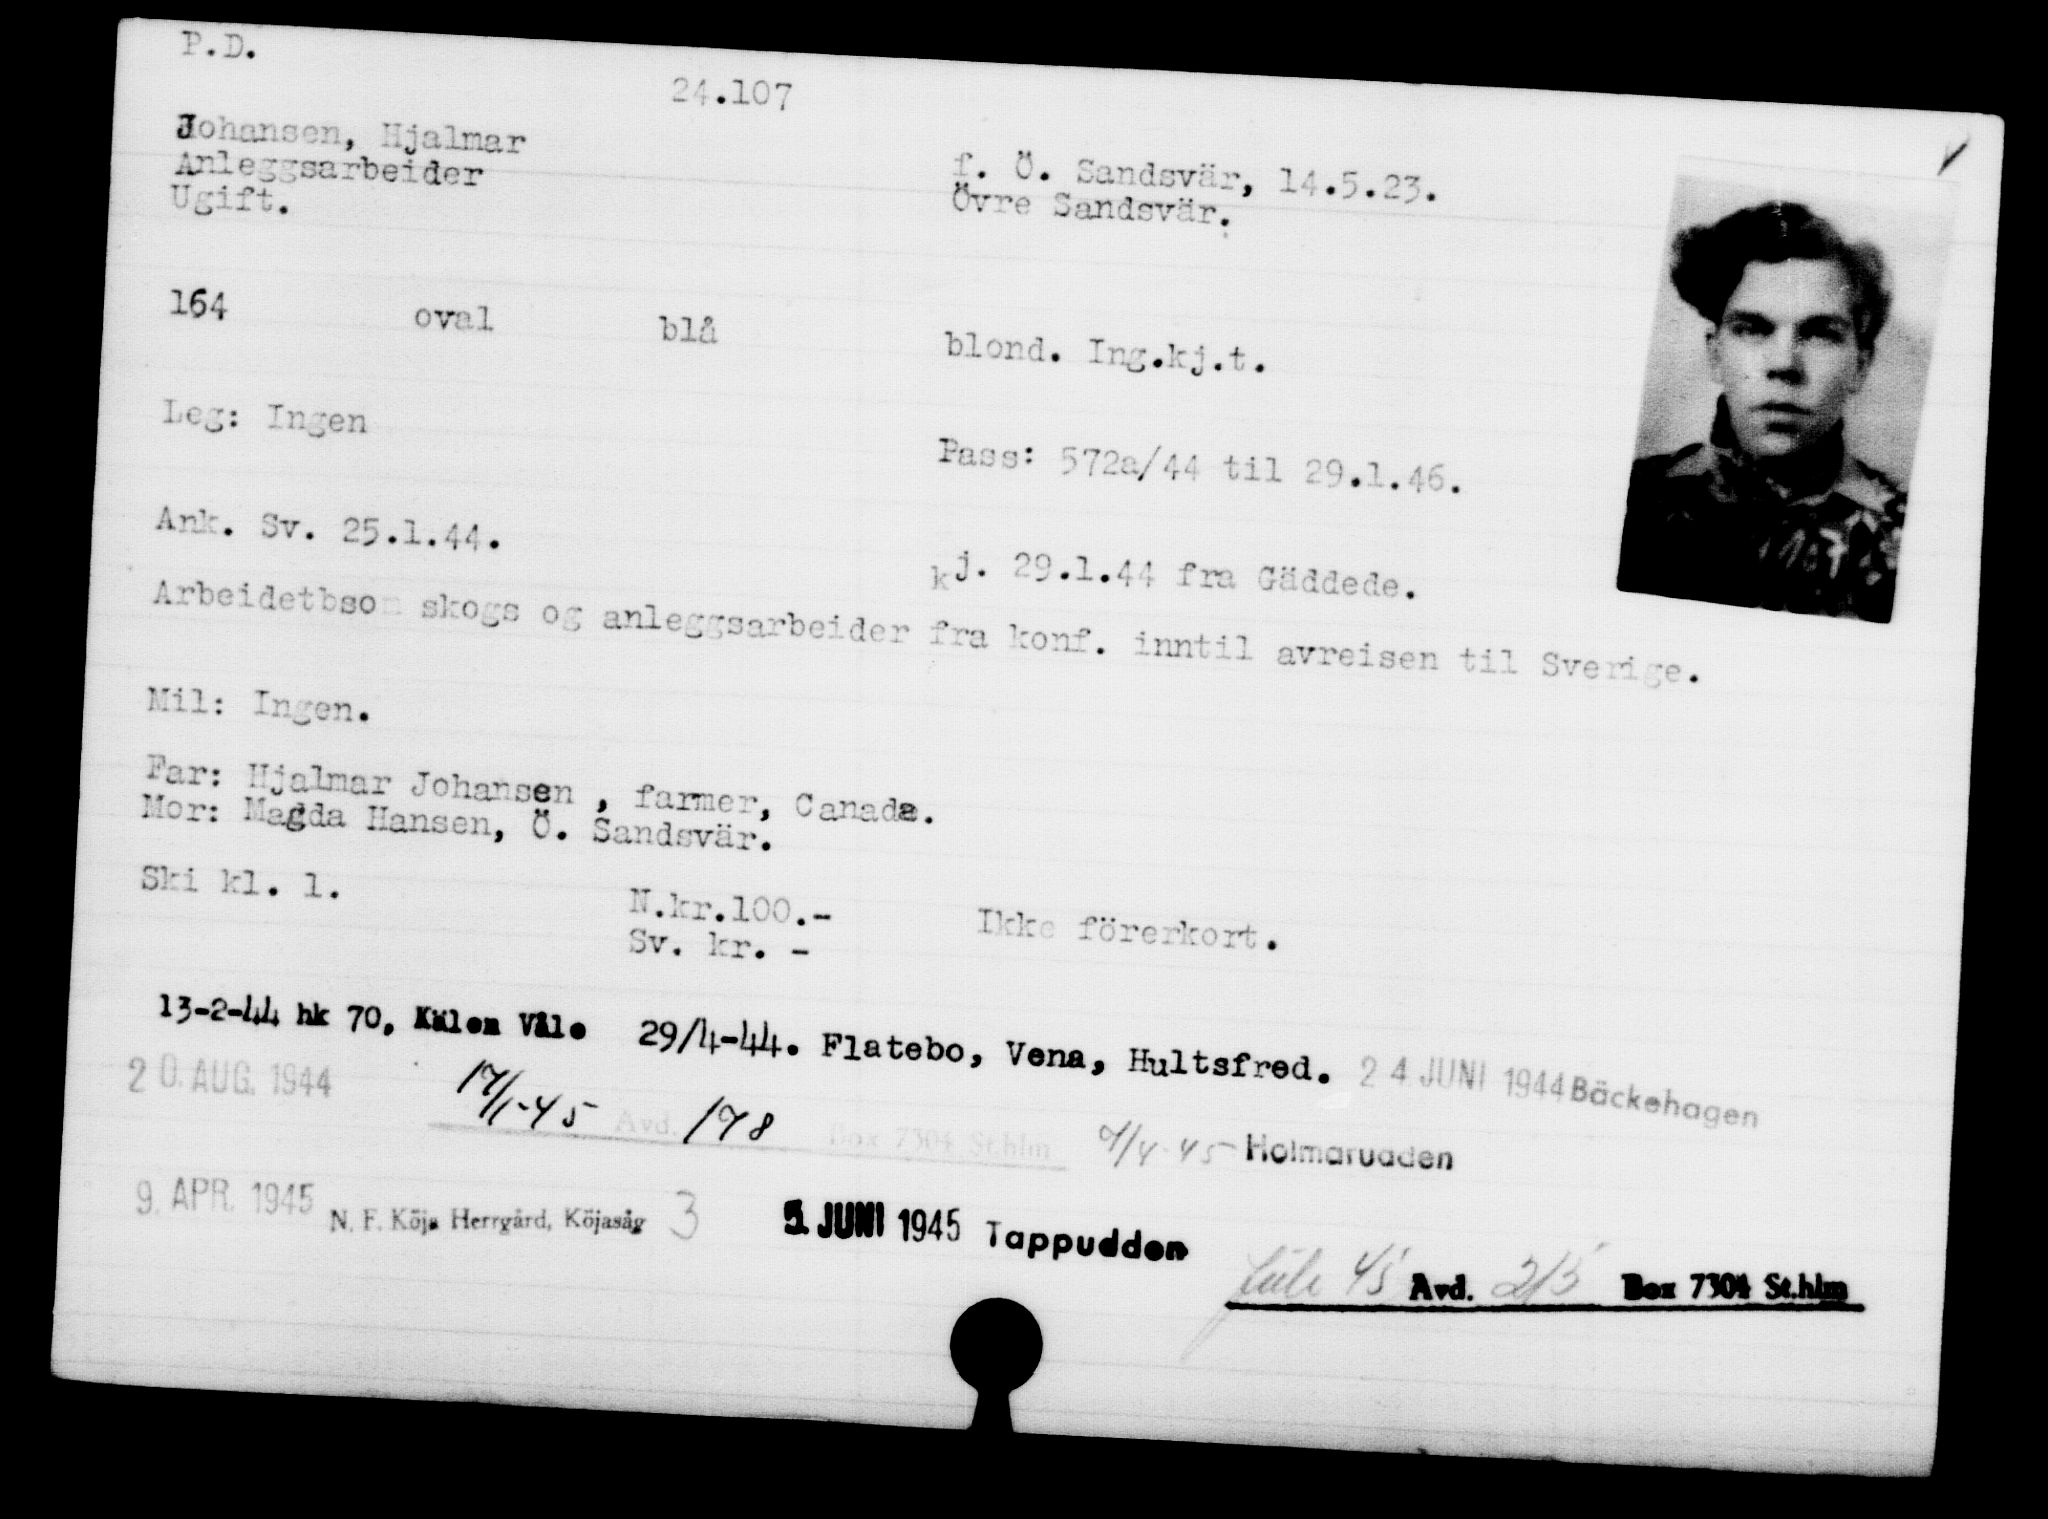 P.D.
24.107
Johansen, Hjalmar
Anleggsarbeider
Ugift.
f. Ö. Sandsvär, 14.5.23.
Övre Sandsvär.
164 oval blå blond. Ing.kj.t.
Leg: Ingen
Pass: 572a/44 til 29.1.46.
Ank. Sv. 25.1.44.
kj. 29.1.44 fra Gäddede.
Arbeidetbsom skogs og anleggsarbeider fra konf. inntil avreisen til Sverige.
Mil: Ingen.
Far: Hjalmar Johansen , farmer, Canada.
Mor: Magda Hansen, Ö. Sandsvär.
Ski kl. 1.
N.kr.100.-
Ikke förerkort.
Sv. kr. -
13-2-44 hk 70, Kälen Våle
29/4-44. Flatebo, Vena, Hultsfred.
24 JUNI 1944 Bäckehagen
20. AUG. 1944
17/1-45 Avd. 178 Box 7304 St.hlm
9/4-45 Holmaruaden
9. APR. 1945 N. F. Köja Herrgård, Köjasåg 3
5 JUNI 1945 Tappudden
Juli 45 Avd. 215 Box 7304 St.hlm
1107